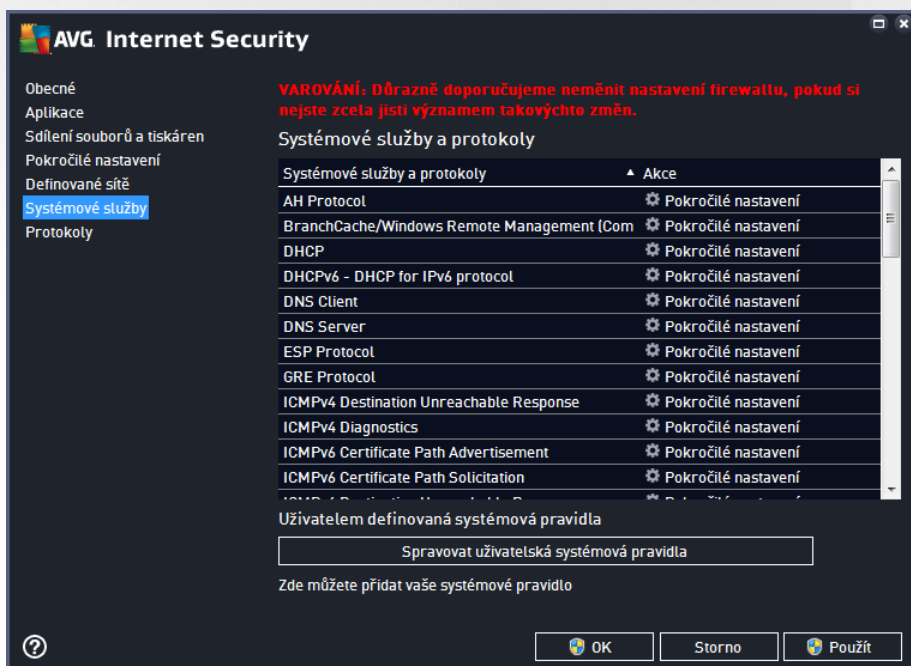 AVG Internet Security
Obecné
Aplikace
Sdílení souborů a tiskáren
Pokročilé nastavení
Definované sítě
Systémové služby
Protokoly
VAROVÁNÍ: Důrazně doporučujeme neměnit nastavení firewallu, pokud si
nejste zcela jisti významem takovýchto změn.
Systémové služby a protokoly
Systémové služby a protokoly Akce
AH Protocol Pokročilé nastavení
BranchCache/Windows Remote Management (Com Pokročilé nastavení
DHCP Pokročilé nastavení
DHCPv6 - DHCP for IPv6 protocol Pokročilé nastavení
DNS Client Pokročilé nastavení
DNS Server Pokročilé nastavení
ESP Protocol Pokročilé nastavení
GRE Protocol Pokročilé nastavení
ICMPv4 Destination Unreachable Response Pokročilé nastavení
ICMPv4 Diagnostics Pokročilé nastavení
ICMPv6 Certificate Path Advertisement Pokročilé nastavení
ICMPv6 Certificate Path Solicitation Pokročilé nastavení
Uživatelem definovaná systémová pravidla
Spravovat uživatelská systémová pravidla
Zde můžete přidat vaše systémové pravidlo
OK Storno Použít